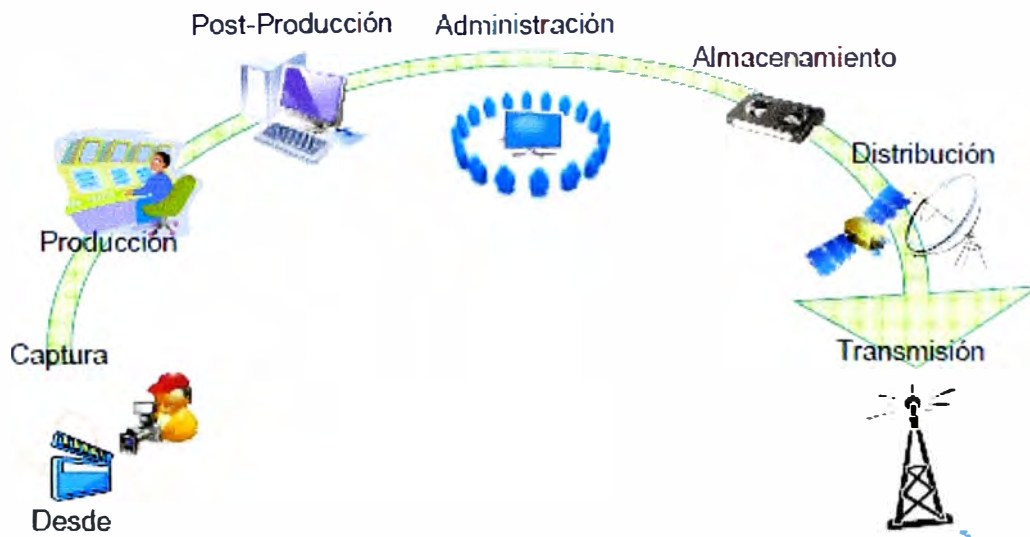 Post-Producción
Administración
Almacenamiento
Distribución
Producción
Captura
Transmisión
Desde